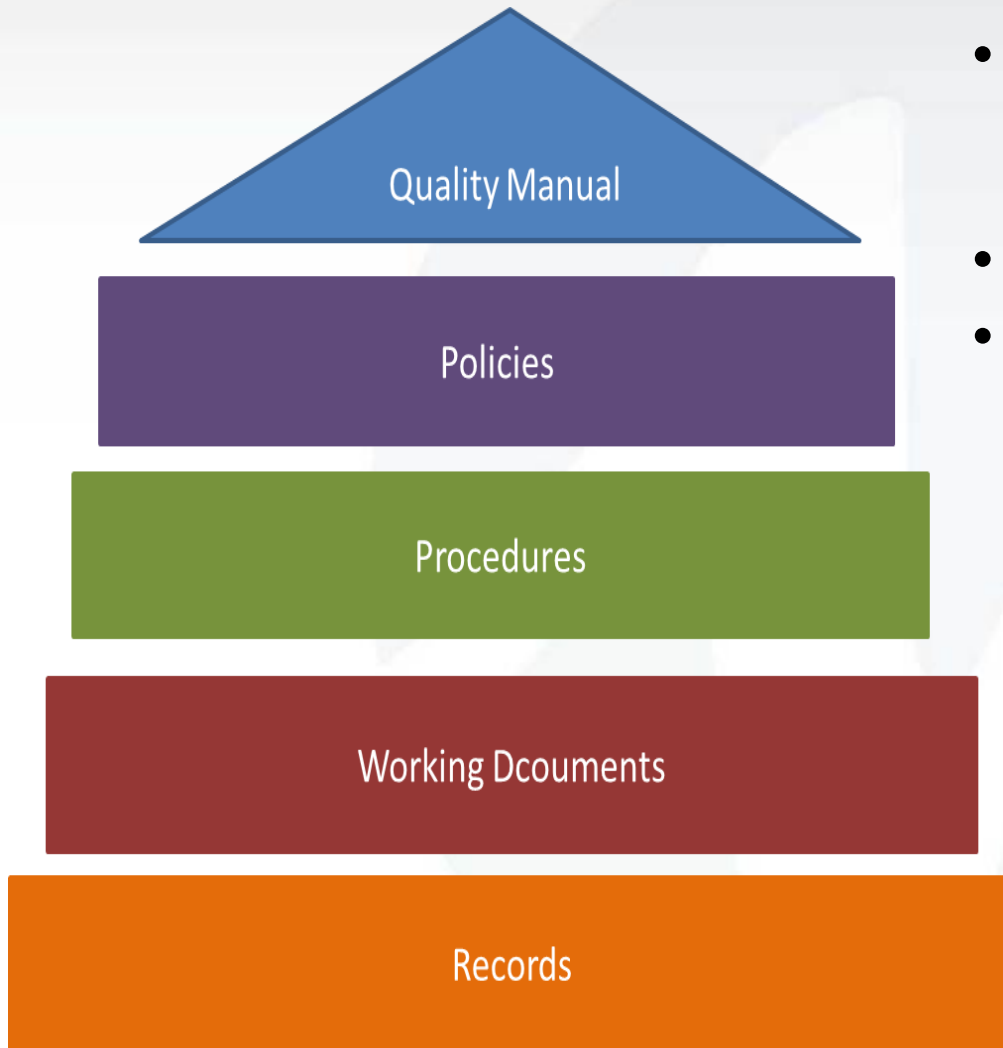 Quality Manual
Policies
Procedures
Working Dcouments
Records